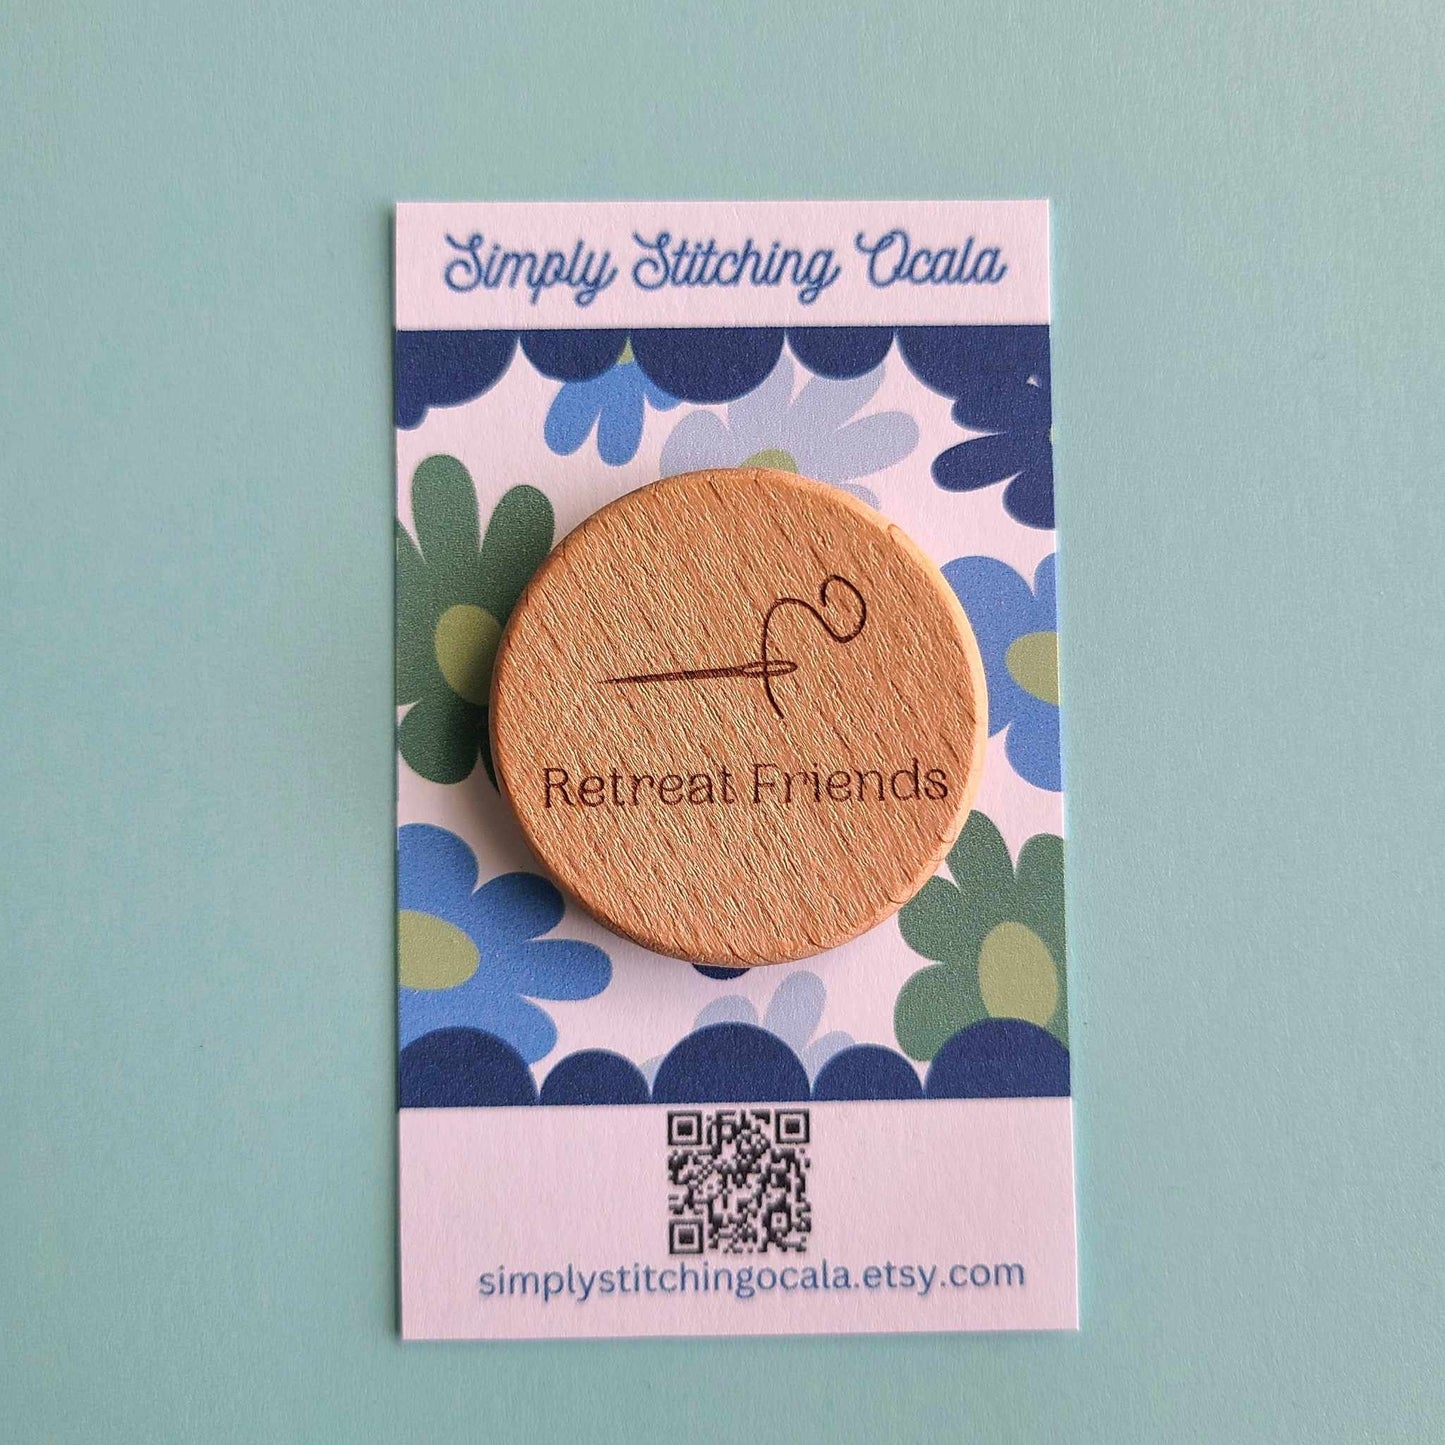 Simply Stitching Ocala
Retreat Friends
simplystitchingocala.etsy.com